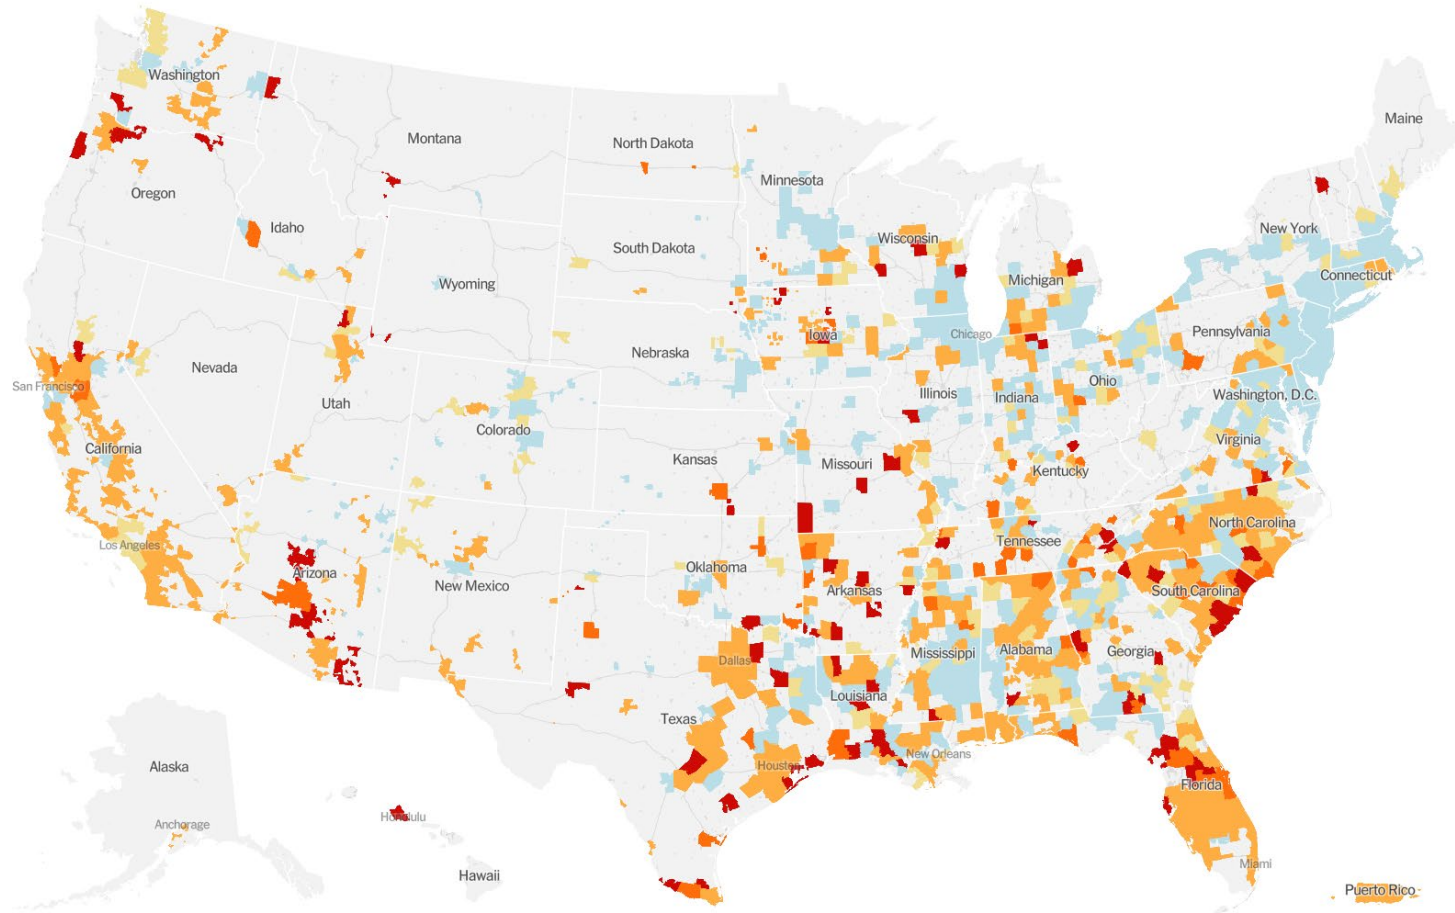 Washington
Montana
North Dakota
Minnesota
Maine
Oregon
Idaho
South Dakota
Wisconsin
New York
Wyoming
Michigan
Connecticut
Nevada
Nebraska
Iowa
Chicago
Pennsylvania
San Francisco
Utah
Colorado
Illinois
Indiana
Ohio
Washington, D.C.
California
Kansas
Missouri
Kentucky
Virginia
Los Angeles
Arizona
New Mexico
Oklahoma
Arkansas
Tennessee
North Carolina
South Carolina
Dallas
Mississippi
Alabama
Georgia
Texas
Louisiana
New Orleans
Houston
Florida
Alaska
Anchorage
Honolulu
Hawaii
Miami
Puerto Rico